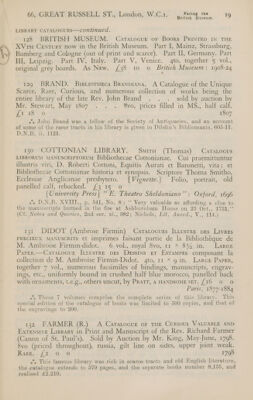 66, GREAT RUSSELL ST., London, W.C.1. Facing the British Museum. 19
LIBRARY CATALOGUES—continued.
128 BRITISH MUSEUM. Catalogue of Books printed in the
XVth Century now in the British Museum. Part I, Mainz, Strassburg,
Bamberg and Cologne (out of print and scarce). Part II, Germany. Part
III, Leipzig. Part IV, Italy. Part V, Venice. 4to, together 5 vol.,
original grey boards. As New. £38 0 0 British Museum: 1908-24
129 BRAND. Bibliotheca Brandiana. A Catalogue of the Unique
Scarce, Rare, Curious, and numerous collection of works being the
entire library of the late Rev. John Brand . . sold by auction by
Mr. Stewart, May 1807 . . 8vo, prices filled in MS., half calf.
£1 18 0 1807
∴ John Brand was a fellow of the Society of Antiquaries, and an account
of some of the rarer tracts in his library is given in Dibdin's Bibliomania, 605-11.
D.N.B. ii, 1123.
130 COTTONIAN LIBRARY. Smith (Thomas) Catalogus
librorum manuscriptorum Bibliothecae Cottonianae. Cui praemittuntur
illustris viri, D. Roberti Cottoni, Equitis Aurati et Baronetti, vita: et
Bibliothecae Cottonianae historia et synopsis. Scriptore Thoma Smitho,
Ecclesiae Anglicanae presbytero. [Vignette.] Folio, portrait, old
panelled calf, rebacked. £3 15 0
[University Press] "E Theatro Sheldoniano": Oxford, 1696
∴ D.N.B. XVIII, p. 541, No. 8; "Very valuable as affording a clue to
the manuscripts burned in the fire at Ashburnham House on 23 Oct., 1731."
(Cf. Notes and Queries, 2nd ser. xi., 382; Nichols, Lit. Anecd., V., 114.)
131 DIDOT (Ambroise Firmin) Catalogues Illustre des Livres
precieux manuscrits et imprimes faisant partie de la Bibliothèque de
M. Ambroise Firmin-didot. 6 vol., royal 8vo, 11 × 8½ in. Large
Paper.—Catalogue Illustre des Dessins et Estampes composant la
collection de M. Ambroise Firmin-Didot, 4to, 12 × 9 in. Large Paper,
together 7 vol., numerous facsimiles of bindings, manuscripts, engrav-
ings, etc., uniformly bound in crushed half blue morocco, panelled back
with ornaments, t.e.g., others uncut, by Pratt, a handsome set. £16 0 0
Paris, 1877-1884
∴ These 7 volumes comprise the complete series of this library. This
special edition of the catalogue of books was limited to 500 copies, and that of
the engravings to 200.
132 FARMER (R.) A Catalogue of the Curious Valuable and
Extensive Library in Print and Manuscript of the Rev. Richard Farmer
(Canon of St. Paul's). Sold by Auction by Mr. King, May-June, 1798.
8vo (priced throughout), russia, gilt line on sides, upper joint weak.
Rare. £2 0 0 1798
∴ This famous library was rich in scarce tracts and old English literature,
the catalogue extends to 379 pages, and the separate books number 8,155, and
realised £2,210.